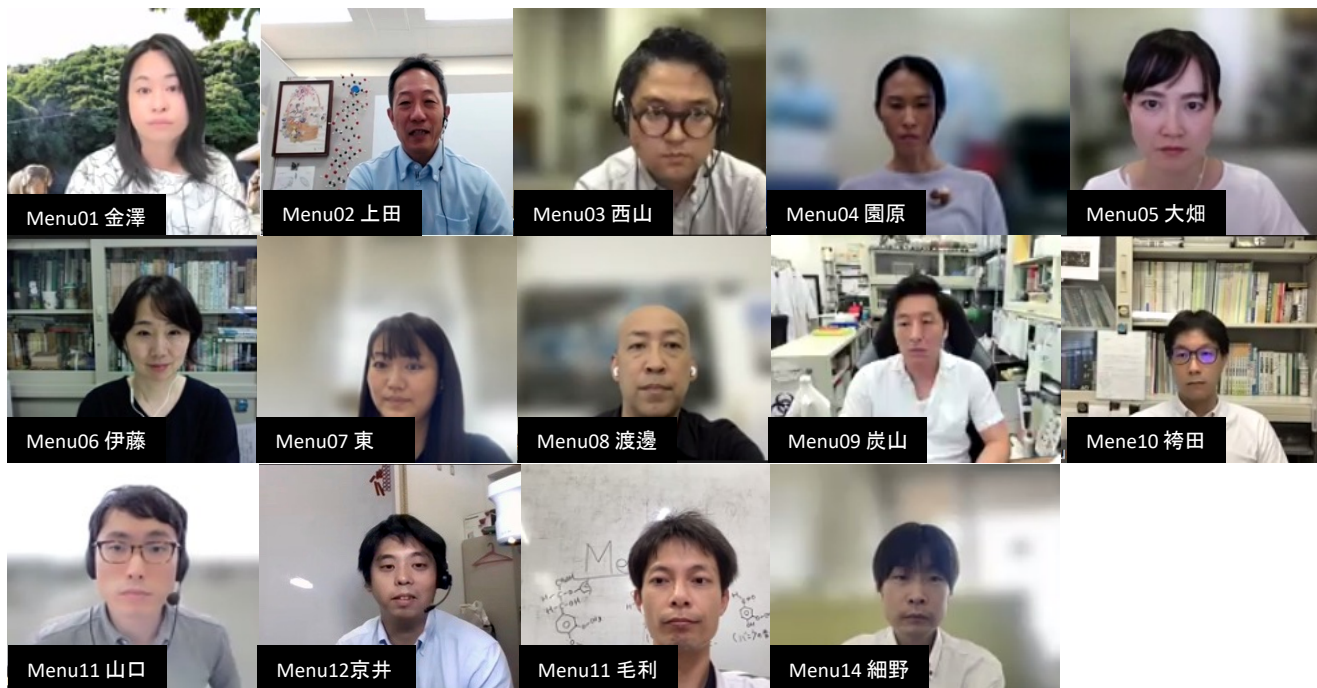 Menu01 金澤
Menu02 上田
Menu03 西山
Menu04 園原
Menu05 大畑
Menu06 伊藤
Menu07 東
Menu08 渡邊
Menu09 炭山
Mene10 袴田
Menu11 山口
Menu12京井
Me
Menu11 毛利
Menu14 細野